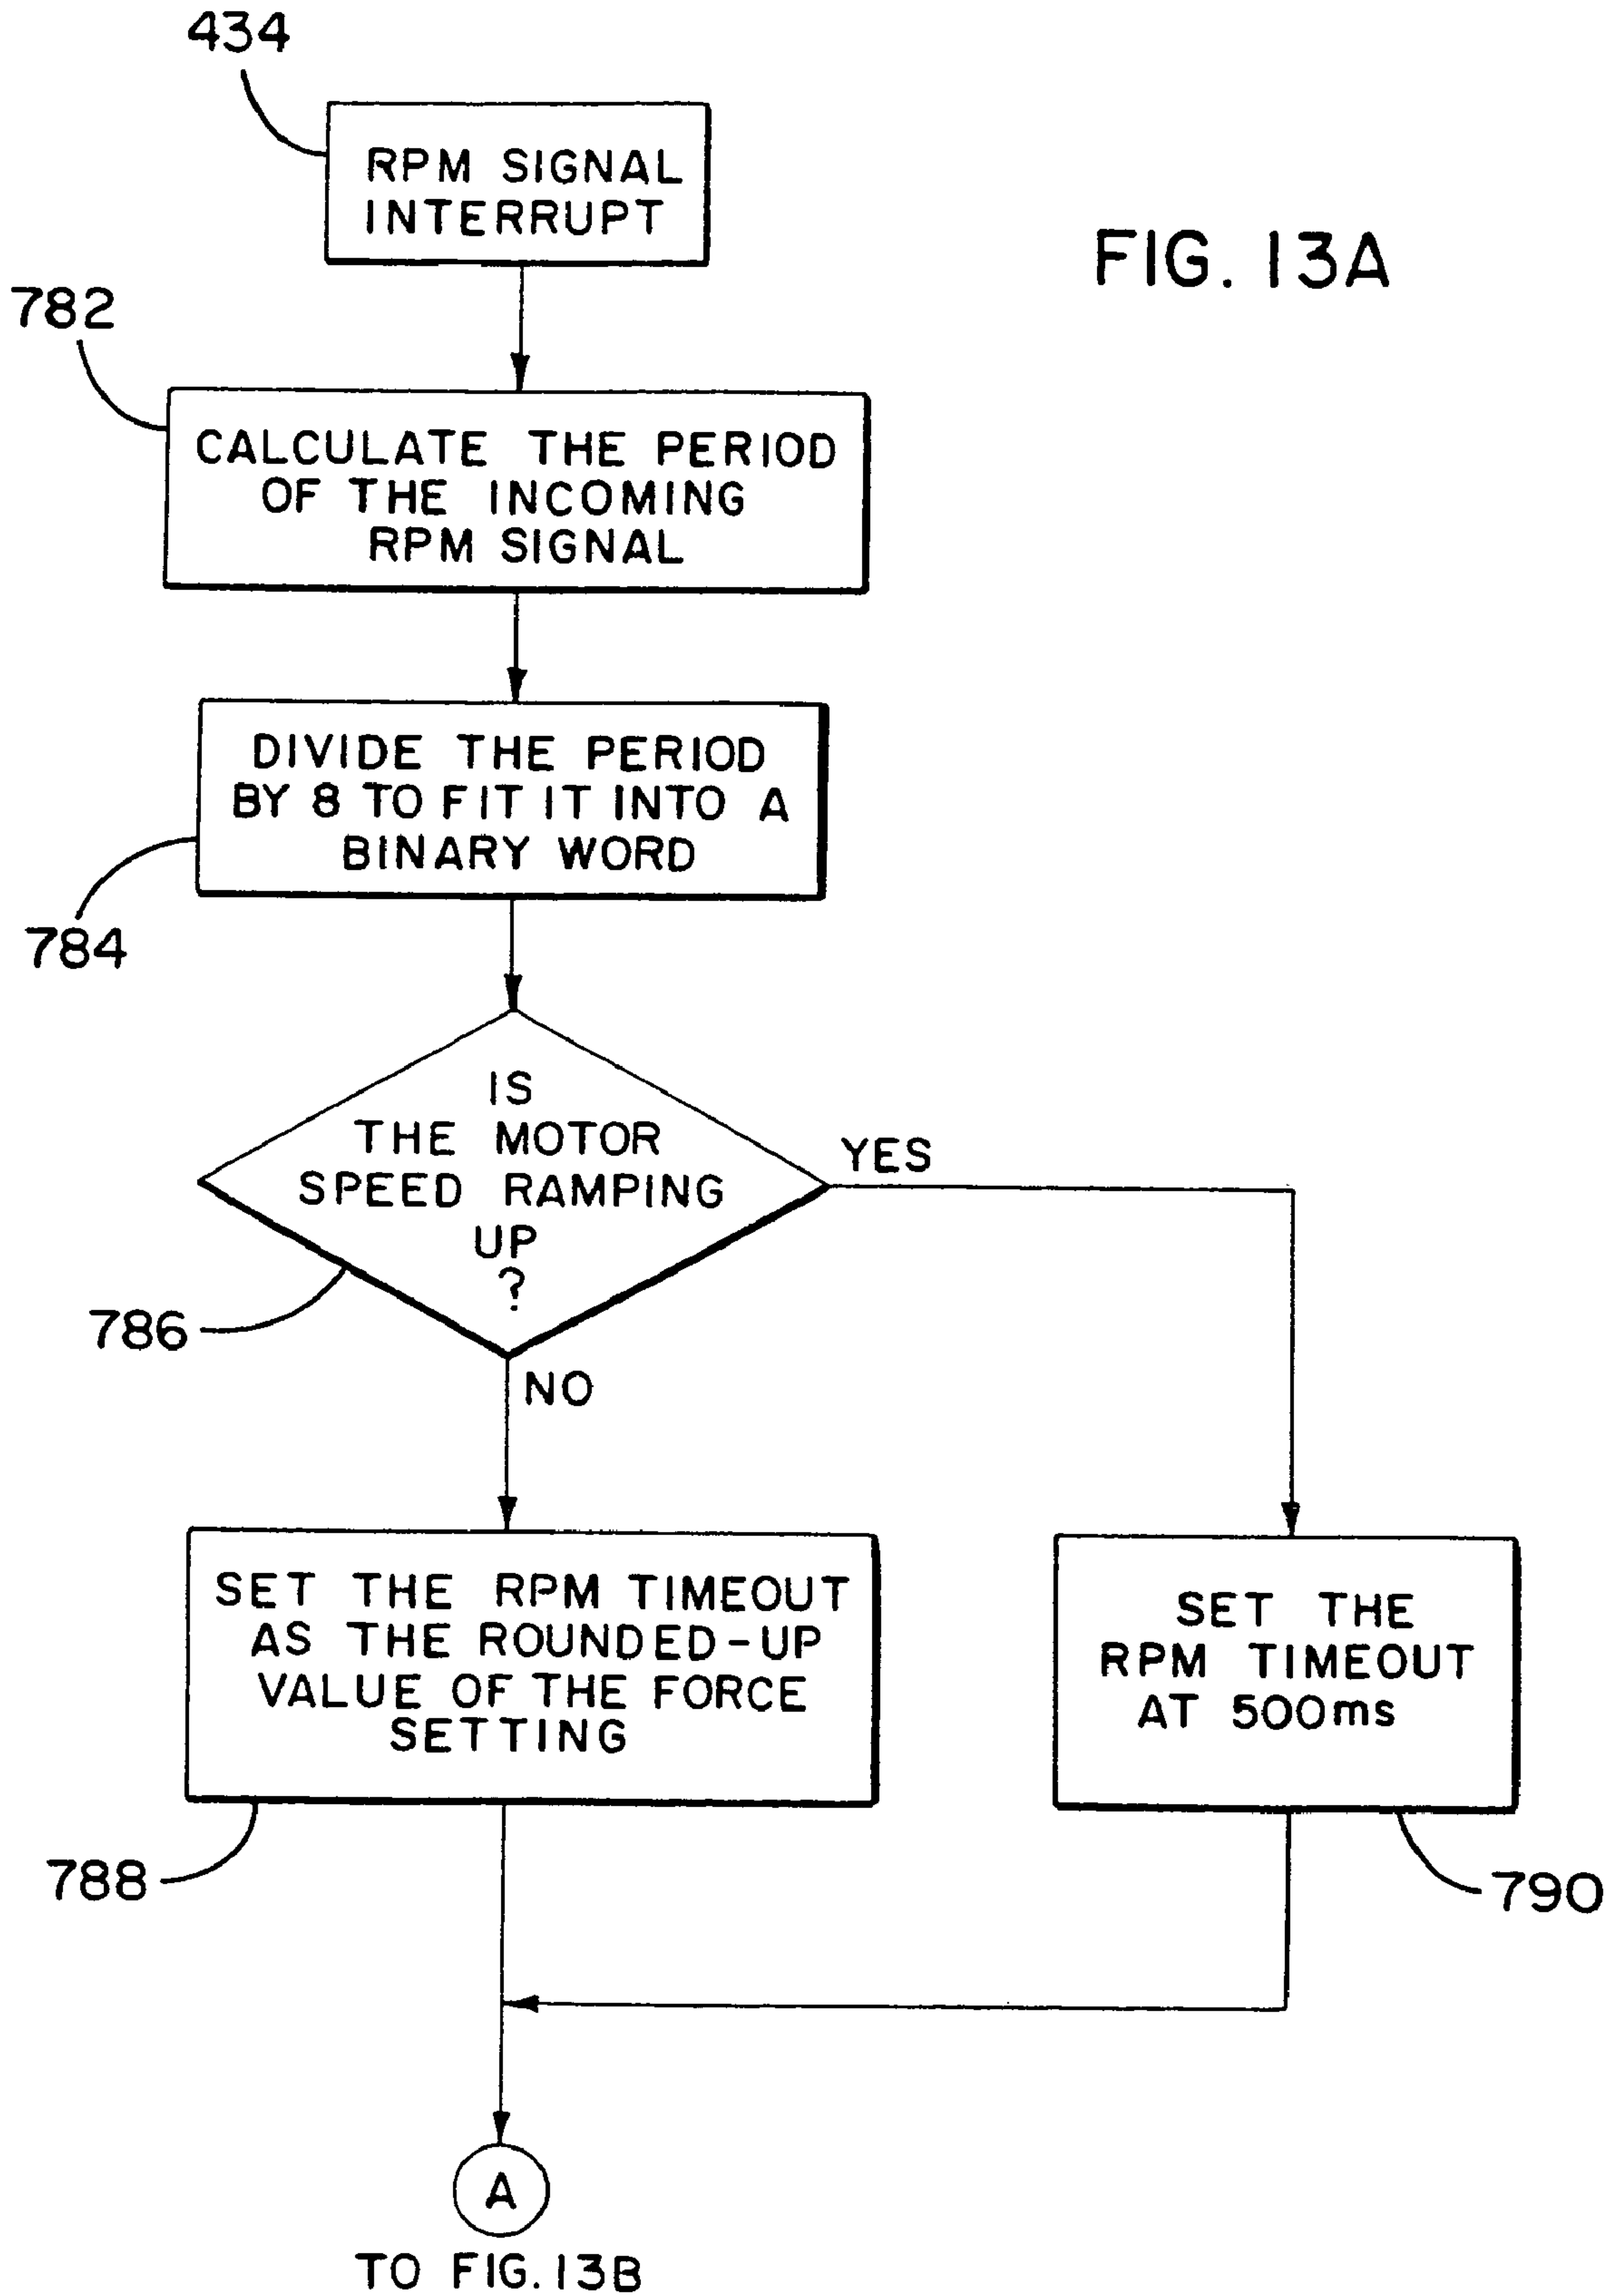 434
RPM SIGNAL
INTERRUPT
FIG. 13A
782
CALCULATE THE PERIOD
OF THE INCOMING
RPM SIGNAL
DIVIDE THE PERIOD
BY 8 TO FIT IT INTO A
BINARY WORD
784
IS
THE MOTOR
SPEED RAMPING
UP
?
YES
786
NO
SET THE RPM TIMEOUT
AS THE ROUNDED-UP
VALUE OF THE FORCE
SETTING
SET THE
RPM TIMEOUT
AT 500ms
788
790
A
TO FIG. 13B